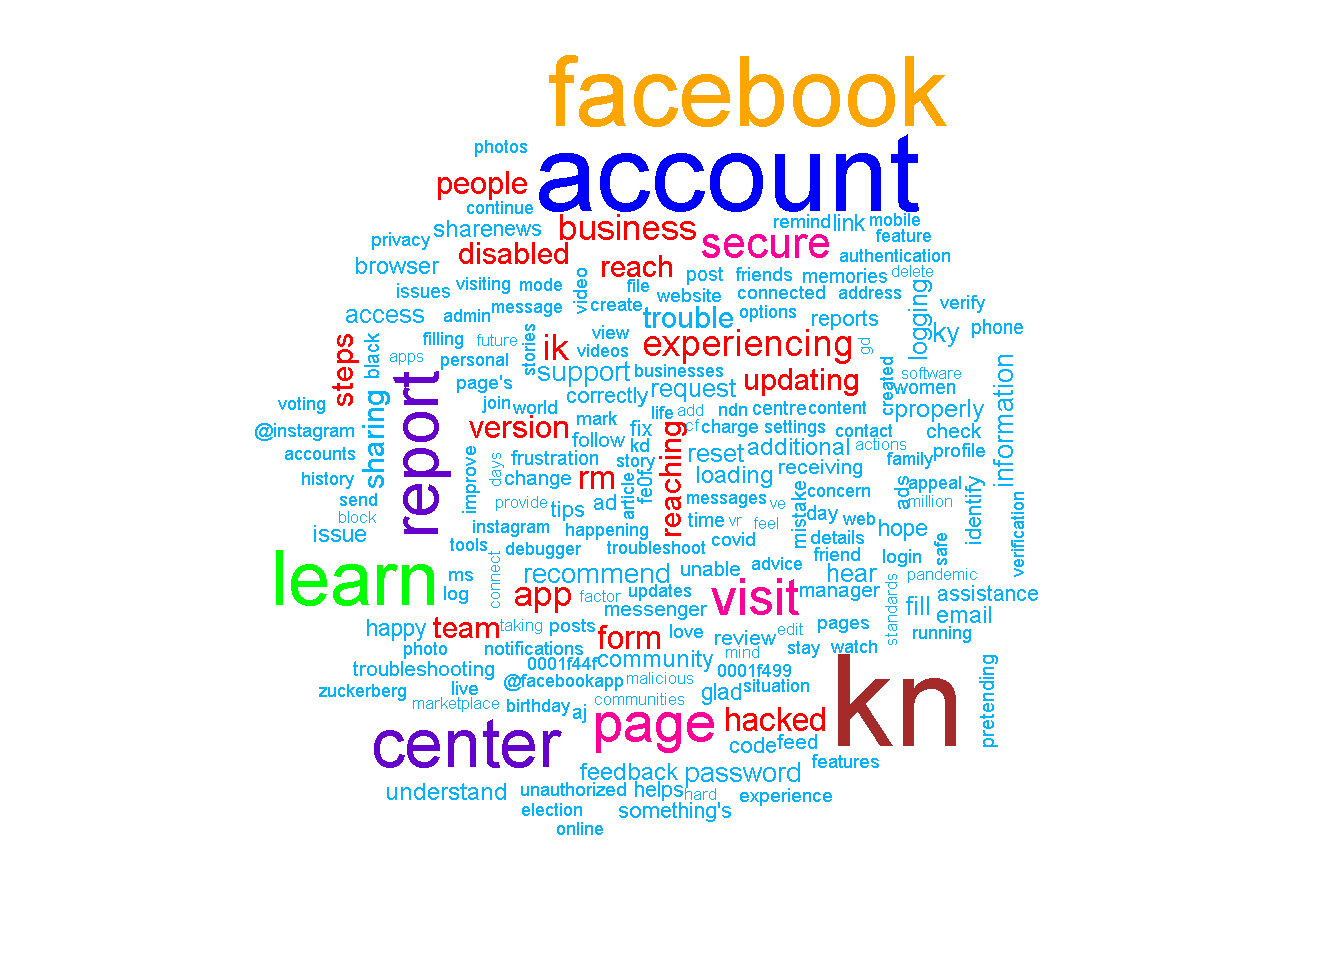 facebook
account
photos
people
continue
business
remind link mobile
sharenews
secure
feature
privacy
disabled
authentication
browser
reach
post friends memories delete
issues visiting mode video file website connected address logging verify
access admin message create trouble options reports ky phone
steps black filling future stories view ik videos experiencing gd
apps personal support businesses updating created software women information
voting report page's correctly request properly
@instagram sharing join world mark life add ndn centre content
version follow fix kd reaching cf charge settings contact check
accounts improve days frustration story reset additional actions family profile
history change rm article fe0f loading receiving ads appeal
send provide tips ad messages ve mistake concern million identify verification
block instagram happening time vr feel day web hope safe
issue tools debugger troubleshoot covid details
learn ms connect recommend unable advice friend login pandemic
log app factor updates visit hear manager standards fill assistance
messenger email
happy team taking posts form love review edit pages running
photo notifications community mind stay watch
troubleshooting 0001f44f 0001f499 kn pretending
zuckerberg live @facebookapp malicious glad situation
marketplace birthday aj communities
center page hacked
code feed
features
feedback password
understand unauthorized helps hard experience
election something's
online